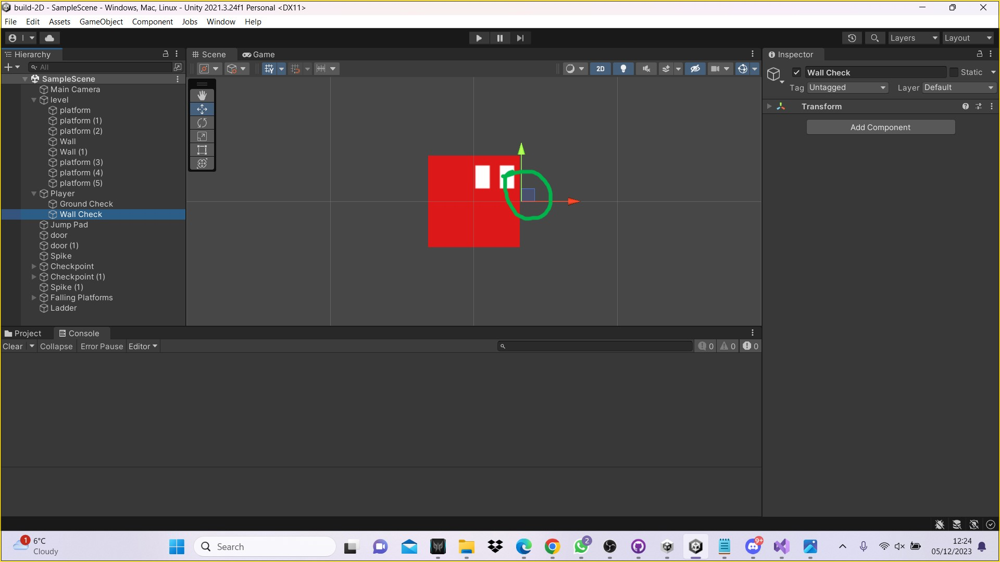 build-2D - SampleScene - Windows, Mac, Linux - Unity 2021.3.24f1 Personal <DX11>
File Edit Assets GameObject Component Jobs Window Help
Layers Layout
Hierarchy
All
SampleScene
Main Camera
level
platform
platform (1)
platform (2)
Wall
Wall (1)
platform (3)
platform (4)
platform (5)
Player
Ground Check
Wall Check
Jump Pad
door
door (1)
Spike
Checkpoint
Checkpoint (1)
Spike (1)
Falling Platforms
Ladder
Scene Game
2D
Inspector
Wall Check Static
Tag Untagged Layer Default
Transform
Add Component
Project Console
Clear Collapse Error Pause Editor 0 0 0
1 6°C
Cloudy
Search
2
9+
12:24
05/12/2023